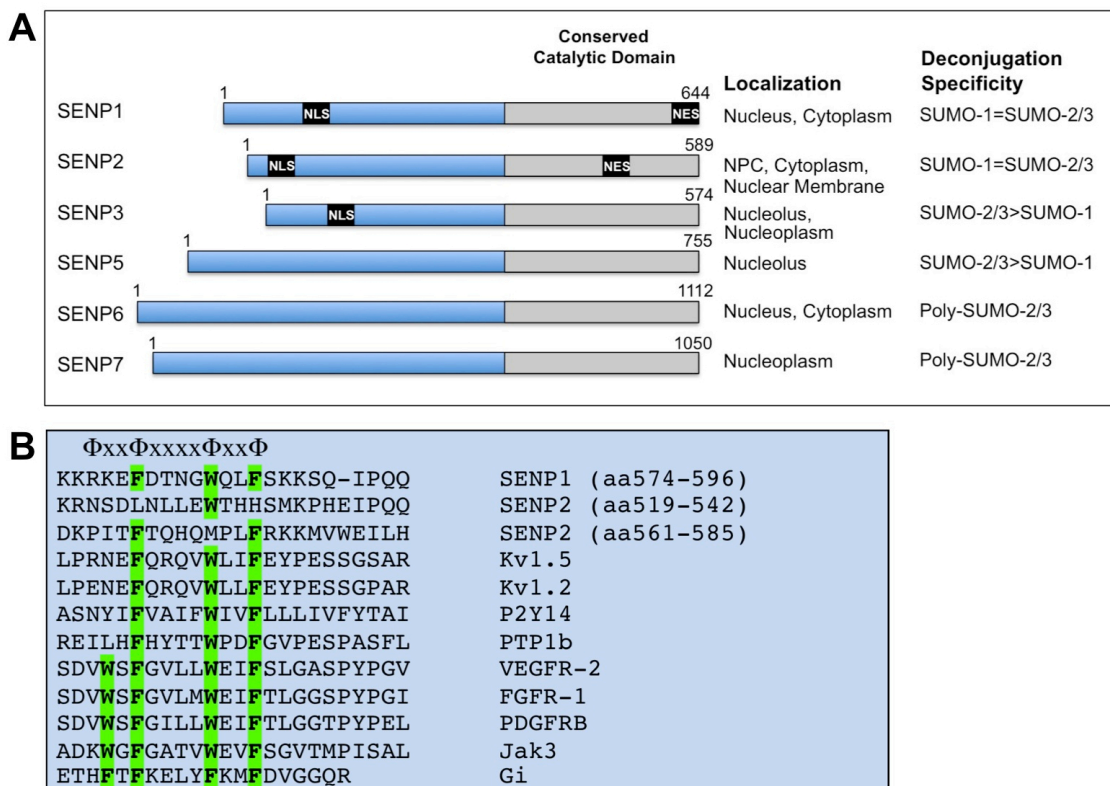 A
Conserved
Catalytic Domain
Localization
Deconjugation
Specificity
SENP1
1
NLS
644
NES
Nucleus, Cytoplasm
SUMO-1=SUMO-2/3
SENP2
1
NLS
NES
589
NPC, Cytoplasm,
Nuclear Membrane
SUMO-1=SUMO-2/3
SENP3
1
NLS
574
Nucleolus,
Nucleoplasm
SUMO-2/3>SUMO-1
SENP5
1
755
Nucleolus
SUMO-2/3>SUMO-1
SENP6
1
1112
Nucleus, Cytoplasm
Poly-SUMO-2/3
SENP7
1
1050
Nucleoplasm
Poly-SUMO-2/3
B
ΦxxΦxxxxΦxxΦ
KKRKEFDTNGWQLFSKKSQ-IPQQ SENP1 (aa574-596)
KRNSDLNLLEWTHHSMKPHEIPQQ SENP2 (aa519-542)
DKPITFTQHQMPLFRKKMVWEILH SENP2 (aa561-585)
LPRNEFQRQVWLIFEYPESSGSAR Kv1.5
LPENEFQRQVWLLFEYPESSGPAR Kv1.2
ASNYIFVAIFWIVFLLLIVFYTAI P2Y14
REILHFHYTTWPDFGVPESPASFL PTP1b
SDVWSFGVLLWEIFSLGASPYPGV VEGFR-2
SDVWSFGVLMWEIFTLGGSPYPGI FGFR-1
SDVWSFGILLWEIFTLGGTPYPEL PDGFRB
ADKWGFGATVWEVFSGVTMPISAL Jak3
ETHFTFKELYFKMFDVGGQR Gi